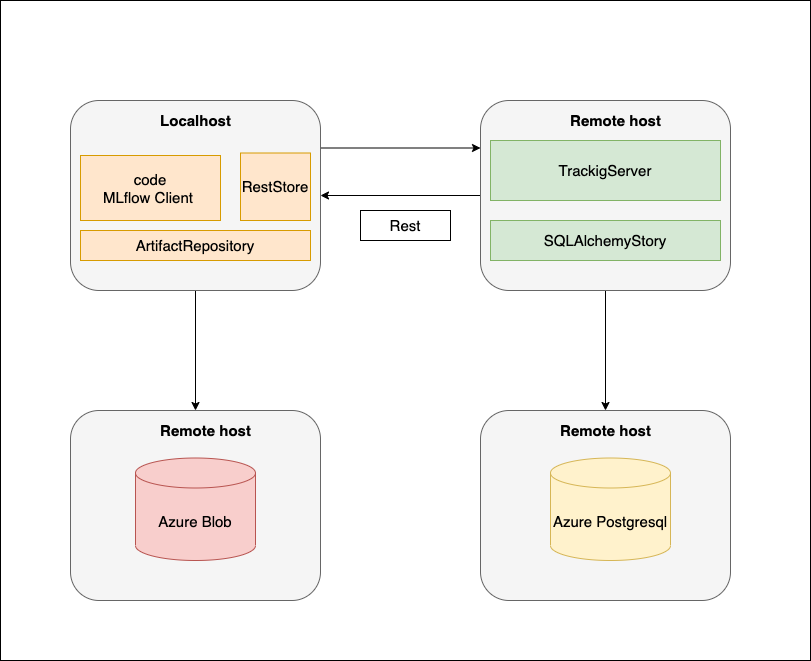 Localhost
code
MLflow Client
RestStore
ArtifactRepository
Rest
Remote host
TrackigServer
SQLAlchemyStory
Remote host
Azure Blob
Remote host
Azure Postgresql